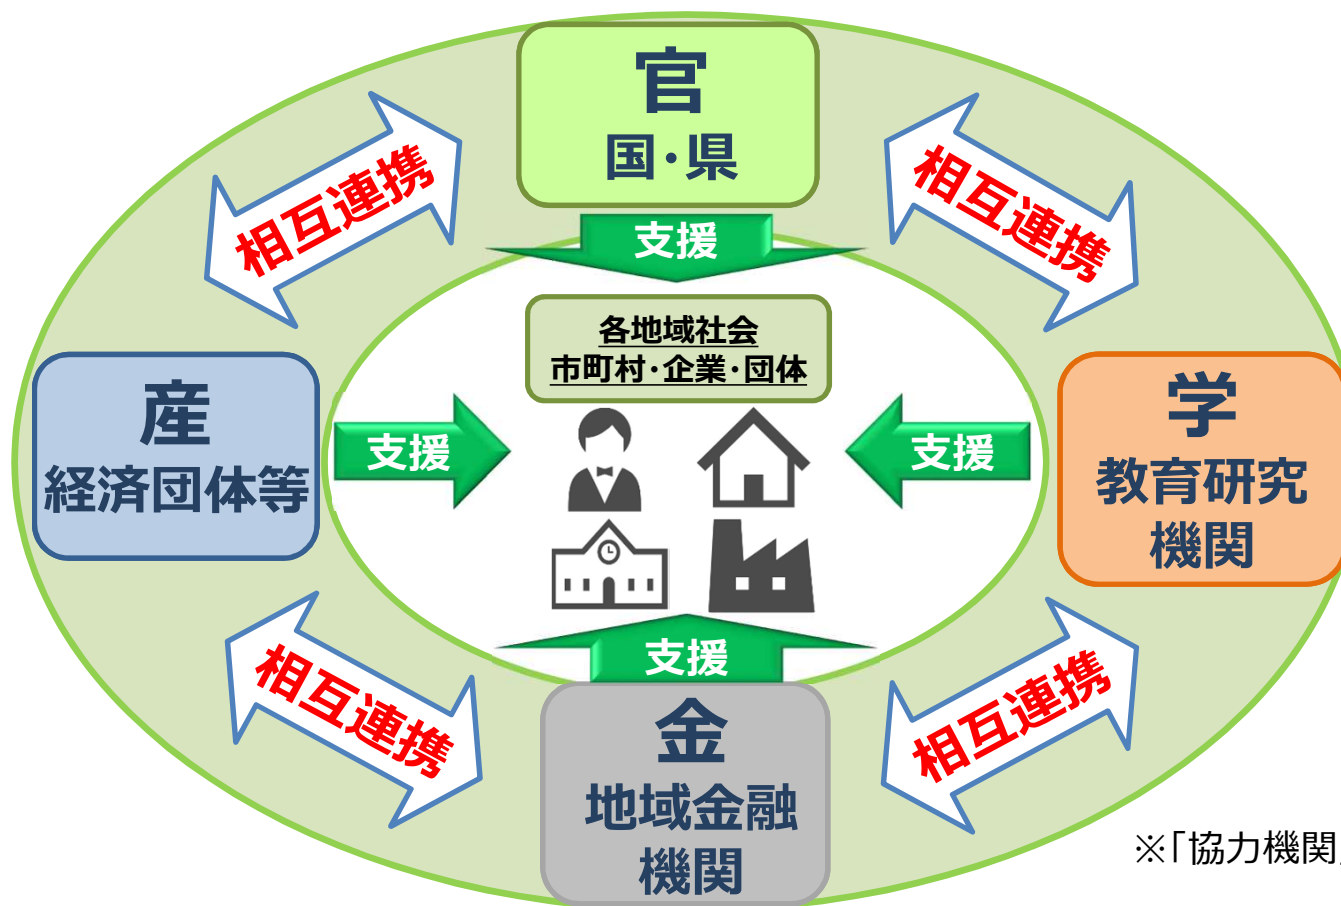 官
国・県
相互連携
相互連携
支援
各地域社会
市町村・企業・団体
産
経済団体等
支援
支援
学
教育研究
機関
支援
相互連携
相互連携
金
地域金融
機関
※「協力機関